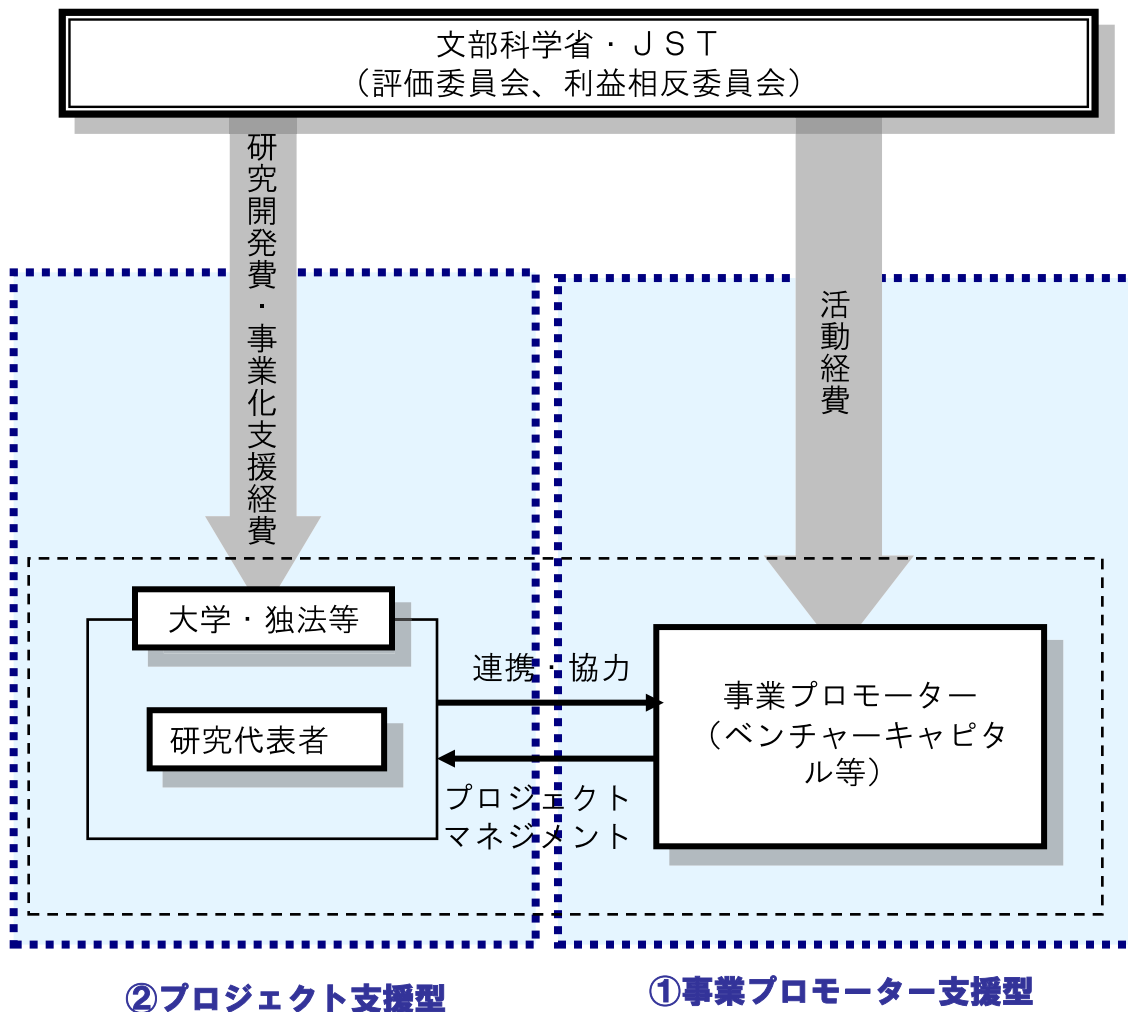 文部科学省・ＪＳＴ
（評価委員会、利益相反委員会）
研究開発費・事業化支援経費
活動経費
大学・独法等
研究代表者
連携・協力
プロジェクト
マネジメント
事業プロモーター
（ベンチャーキャピタ
ル等）
②プロジェクト支援型
①事業プロモーター支援型